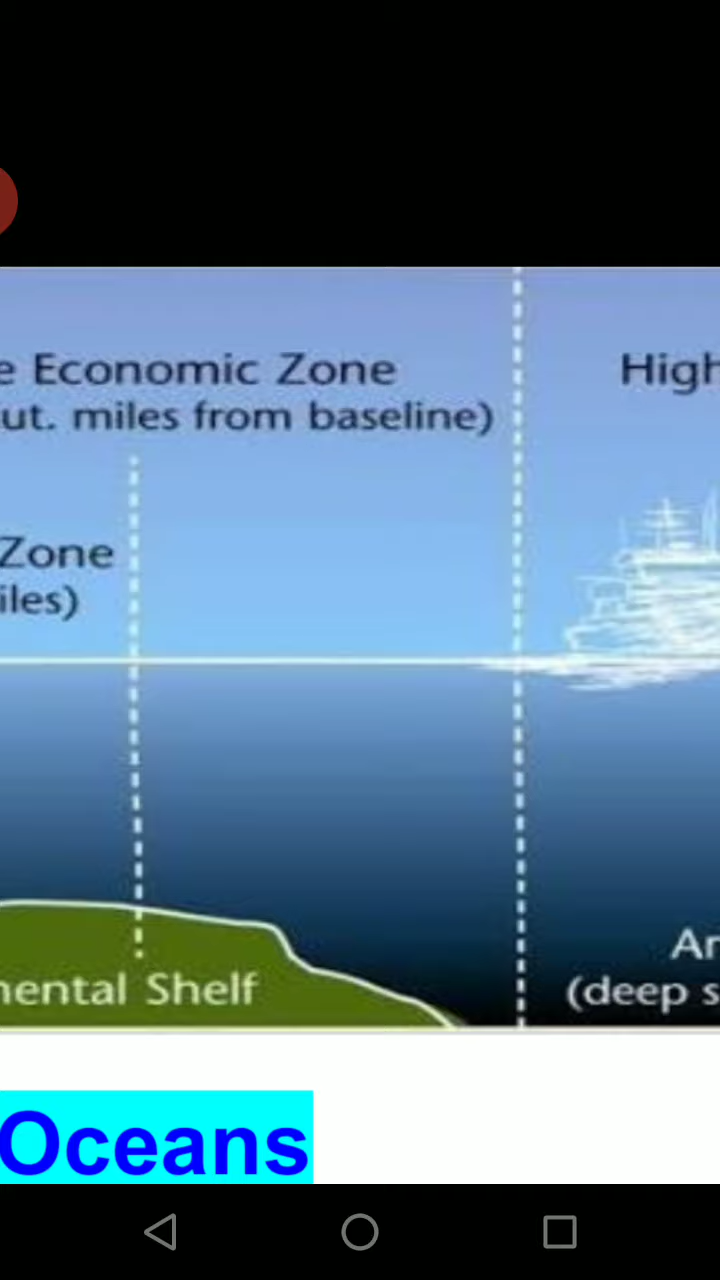 e Economic Zone
ut. miles from baseline)
High
Zone
iles)
Ar
nental Shelf
(deep s
Oceans